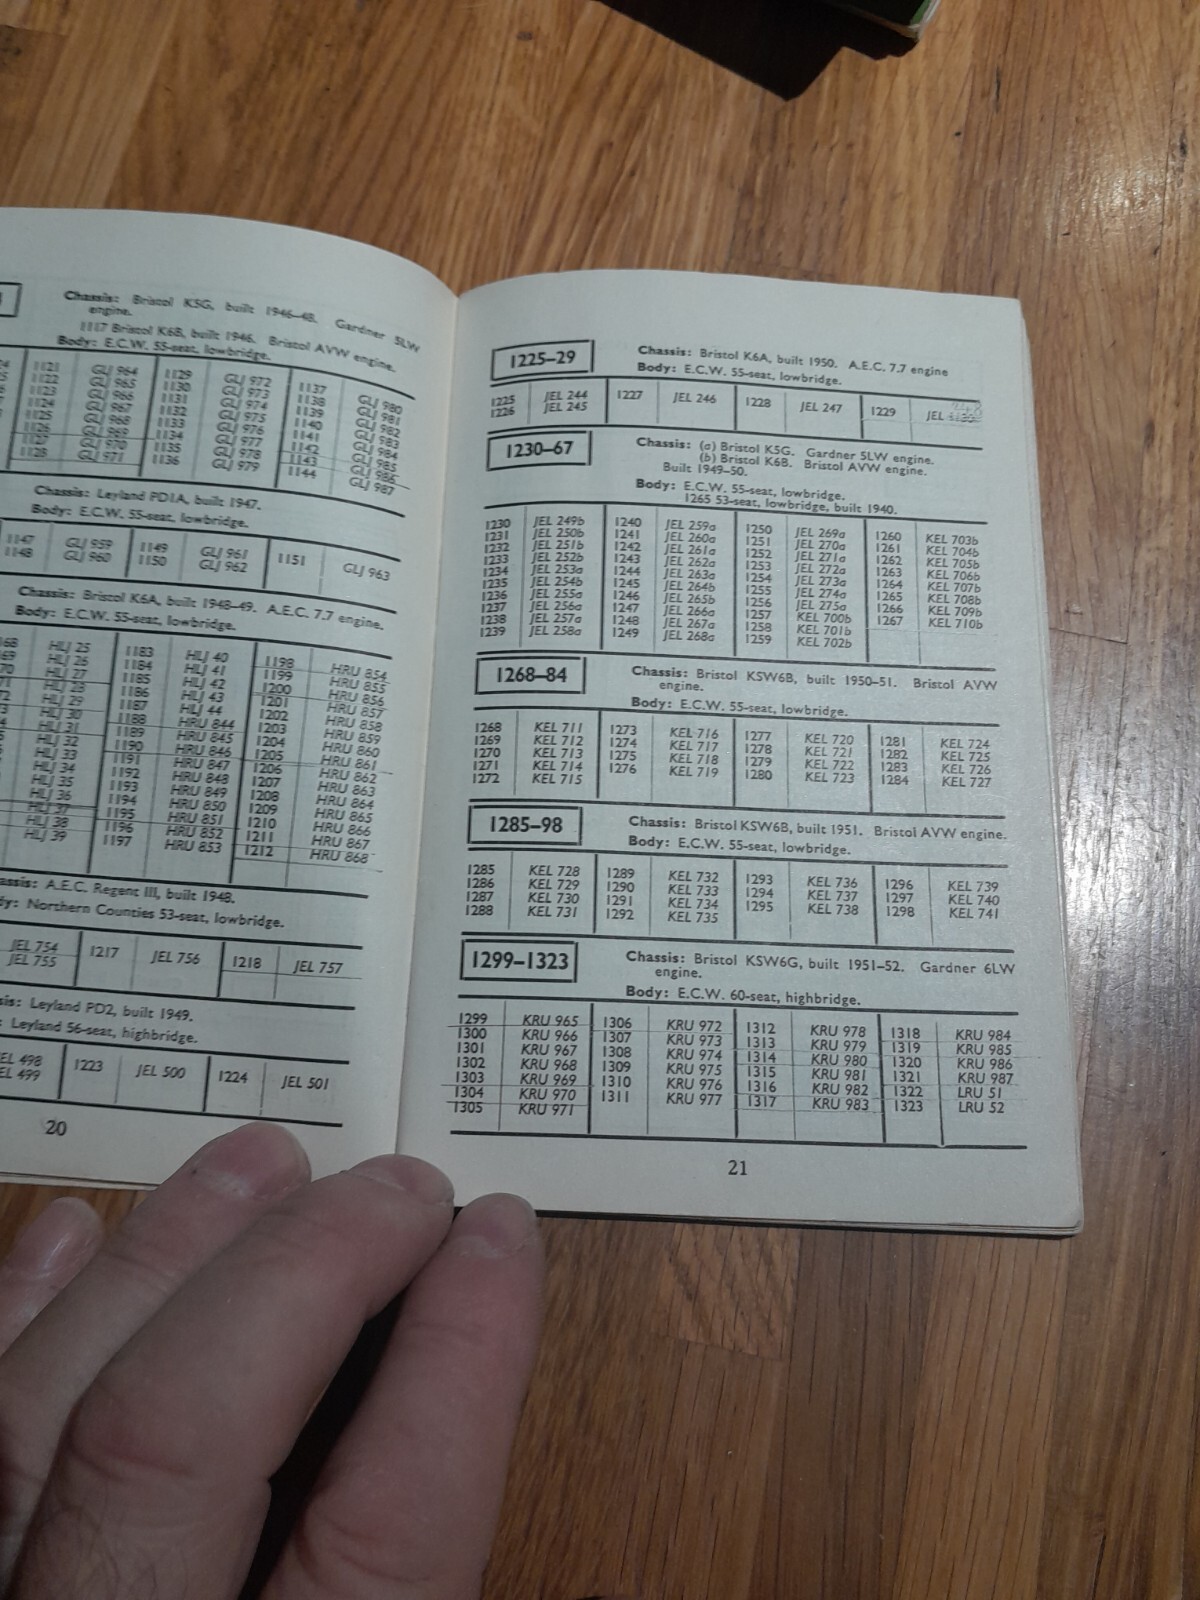 Chassis: Bristol K5G, built 1946-48. Gardner 5LW
engine.
1117 Bristol K6B, built 1946. Bristol AVW engine.
Body: E.C.W. 55-seat, lowbridge.
1121 GLJ 964 1129 GLJ 972 1137 GLJ 980
1122 GLJ 965 1130 GLJ 973 1138 GLJ 981
1123 GLJ 966 1131 GLJ 974 1139 GLJ 982
1124 GLJ 967 1132 GLJ 975 1140 GLJ 983
1125 GLJ 968 1133 GLJ 976 1141 GLJ 984
1126 GLJ 969 1134 GLJ 977 1142 GLJ 985
1127 GLJ 970 1135 GLJ 978 1143 GLJ 986
1128 GLJ 971 1136 GLJ 979 1144 GLJ 987
Chassis: Leyland PD1A, built 1947.
Body: E.C.W. 55-seat, lowbridge.
1147 GLJ 959 1149 GLJ 961 1151 GLJ 963
1148 GLJ 960 1150 GLJ 962
Chassis: Bristol K6A, built 1948-49. A.E.C. 7.7 engine.
Body: E.C.W. 55-seat, lowbridge.
68 HLJ 25 1183 HLJ 40 1198 HRU 854
69 HLJ 26 1184 HLJ 41 1199 HRU 855
70 HLJ 27 1185 HLJ 42 1200 HRU 856
71 HLJ 28 1186 HLJ 43 1201 HRU 857
72 HLJ 29 1187 HLJ 44 1202 HRU 858
HLJ 30 1188 HRU 844 1203 HRU 859
HLJ 31 1189 HRU 845 1204 HRU 860
HLJ 32 1190 HRU 846 1205 HRU 861
HLJ 33 1191 HRU 847 1206 HRU 862
HLJ 34 1192 HRU 848 1207 HRU 863
HLJ 35 1193 HRU 849 1208 HRU 864
HLJ 36 1194 HRU 850 1209 HRU 865
HLJ 37 1195 HRU 851 1210 HRU 866
HLJ 38 1196 HRU 852 1211 HRU 867
HLJ 39 1197 HRU 853 1212 HRU 868
assis: A.E.C. Regent III, built 1948.
dy: Northern Counties 53-seat, lowbridge.
JEL 754 1217 JEL 756 1218 JEL 757
JEL 755
sis: Leyland PD2, built 1949.
: Leyland 56-seat, highbridge.
EL 498 1223 JEL 500 1224 JEL 501
EL 499
20
1225-29
Chassis: Bristol K6A, built 1950. A.E.C. 7.7 engine
Body: E.C.W. 55-seat, lowbridge.
1225 JEL 244 1227 JEL 246 1228 JEL 247 1229 JEL
1226 JEL 245
1230-67
Chassis: (a) Bristol K5G. Gardner 5LW engine.
(b) Bristol K6B. Bristol AVW engine.
Built 1949-50.
Body: E.C.W. 55-seat, lowbridge.
1265 53-seat, lowbridge, built 1940.
1230 JEL 249b 1240 JEL 259a 1250 JEL 269a 1260 KEL 703b
1231 JEL 250b 1241 JEL 260a 1251 JEL 270a 1261 KEL 704b
1232 JEL 251b 1242 JEL 261a 1252 JEL 271a 1262 KEL 705b
1233 JEL 252b 1243 JEL 262a 1253 JEL 272a 1263 KEL 706b
1234 JEL 253a 1244 JEL 263a 1254 JEL 273a 1264 KEL 707b
1235 JEL 254b 1245 JEL 264b 1255 JEL 274a 1265 KEL 708b
1236 JEL 255a 1246 JEL 265b 1256 JEL 275a 1266 KEL 709b
1237 JEL 256a 1247 JEL 266a 1257 KEL 700b 1267 KEL 710b
1238 JEL 257a 1248 JEL 267a 1258 KEL 701b
1239 JEL 258a 1249 JEL 268a 1259 KEL 702b
1268-84
Chassis: Bristol KSW6B, built 1950-51. Bristol AVW
engine.
Body: E.C.W. 55-seat, lowbridge.
1268 KEL 711 1273 KEL 716 1277 KEL 720 1281 KEL 724
1269 KEL 712 1274 KEL 717 1278 KEL 721 1282 KEL 725
1270 KEL 713 1275 KEL 718 1279 KEL 722 1283 KEL 726
1271 KEL 714 1276 KEL 719 1280 KEL 723 1284 KEL 727
1272 KEL 715
1285-98
Chassis: Bristol KSW6B, built 1951. Bristol AVW engine.
Body: E.C.W. 55-seat, lowbridge.
1285 KEL 728 1289 KEL 732 1293 KEL 736 1296 KEL 739
1286 KEL 729 1290 KEL 733 1294 KEL 737 1297 KEL 740
1287 KEL 730 1291 KEL 734 1295 KEL 738 1298 KEL 741
1288 KEL 731 1292 KEL 735
1299-1323
Chassis: Bristol KSW6G, built 1951-52. Gardner 6LW
engine.
Body: E.C.W. 60-seat, highbridge.
1299 KRU 965 1306 KRU 972 1312 KRU 978 1318 KRU 984
1300 KRU 966 1307 KRU 973 1313 KRU 979 1319 KRU 985
1301 KRU 967 1308 KRU 974 1314 KRU 980 1320 KRU 986
1302 KRU 968 1309 KRU 975 1315 KRU 981 1321 KRU 987
1303 KRU 969 1310 KRU 976 1316 KRU 982 1322 LRU 51
1304 KRU 970 1311 KRU 977 1317 KRU 983 1323 LRU 52
1305 KRU 971
21